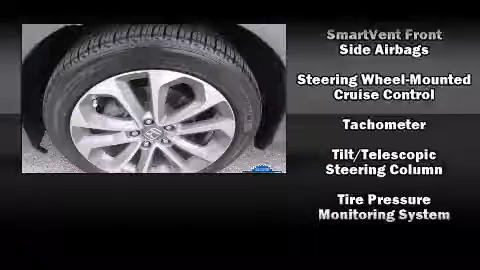 SmartVent Front
Side Airbags
Steering Wheel-Mounted
Cruise Control
Tachometer
Tilt/Telescopic
Steering Column
Tire Pressure
Monitoring System